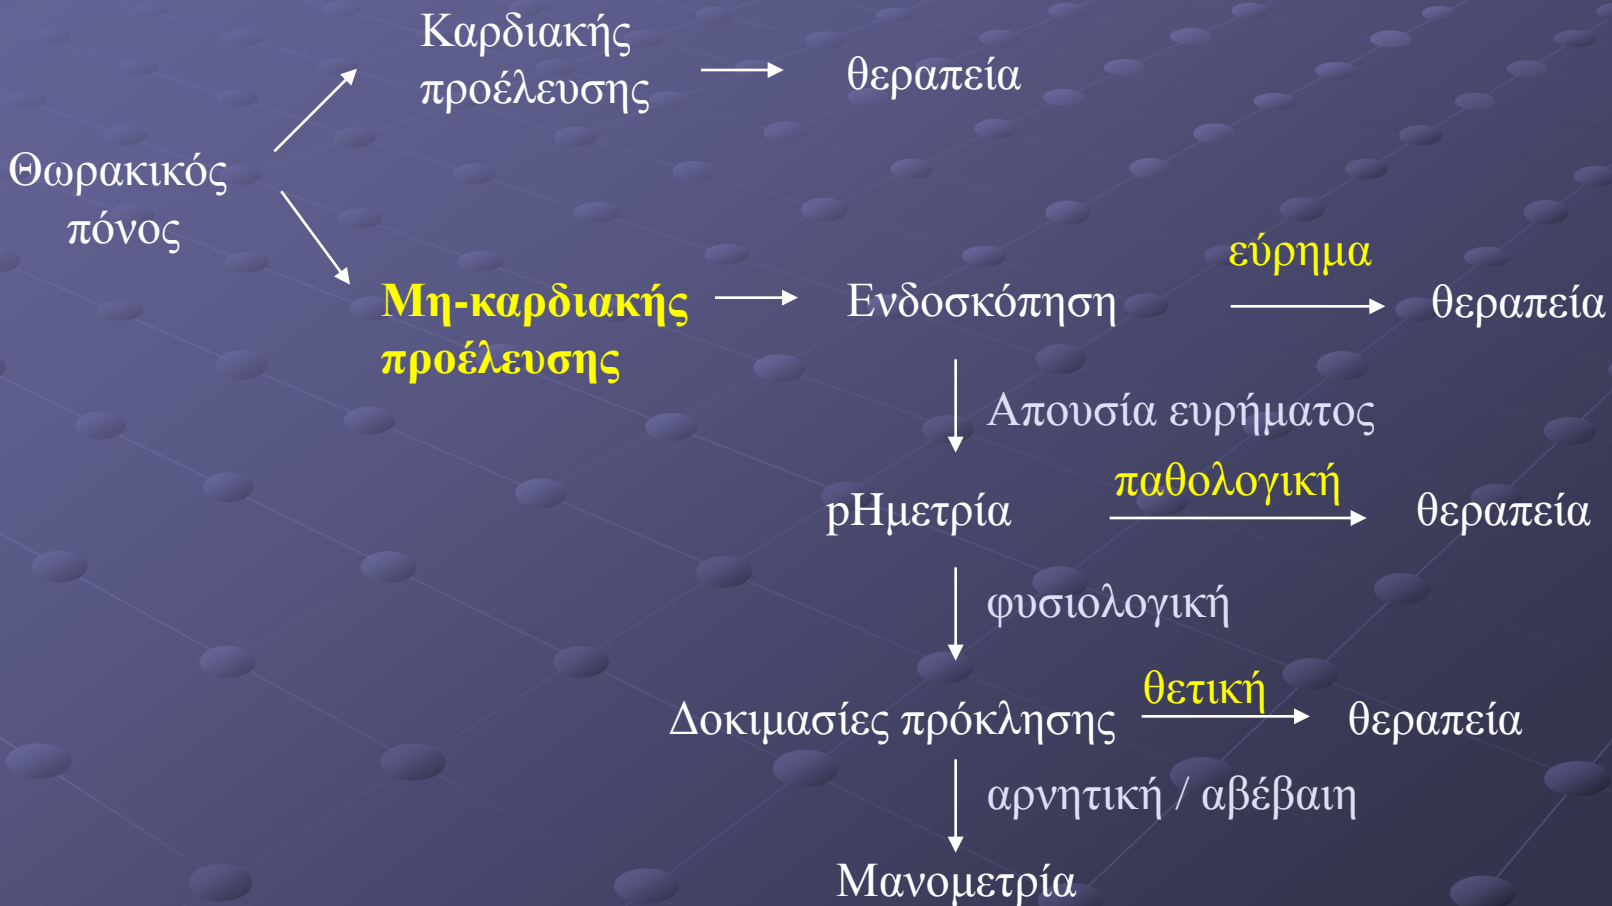 Καρδιακής
προέλευσης
θεραπεία
Θωρακικός
πόνος
Μη-καρδιακής
προέλευσης
Ενδοσκόπηση
εύρημα
θεραπεία
Απουσία ευρήματος
pHμετρία
παθολογική
θεραπεία
φυσιολογική
Δοκιμασίες πρόκλησης
θετική
θεραπεία
αρνητική / αβέβαιη
Μανομετρία